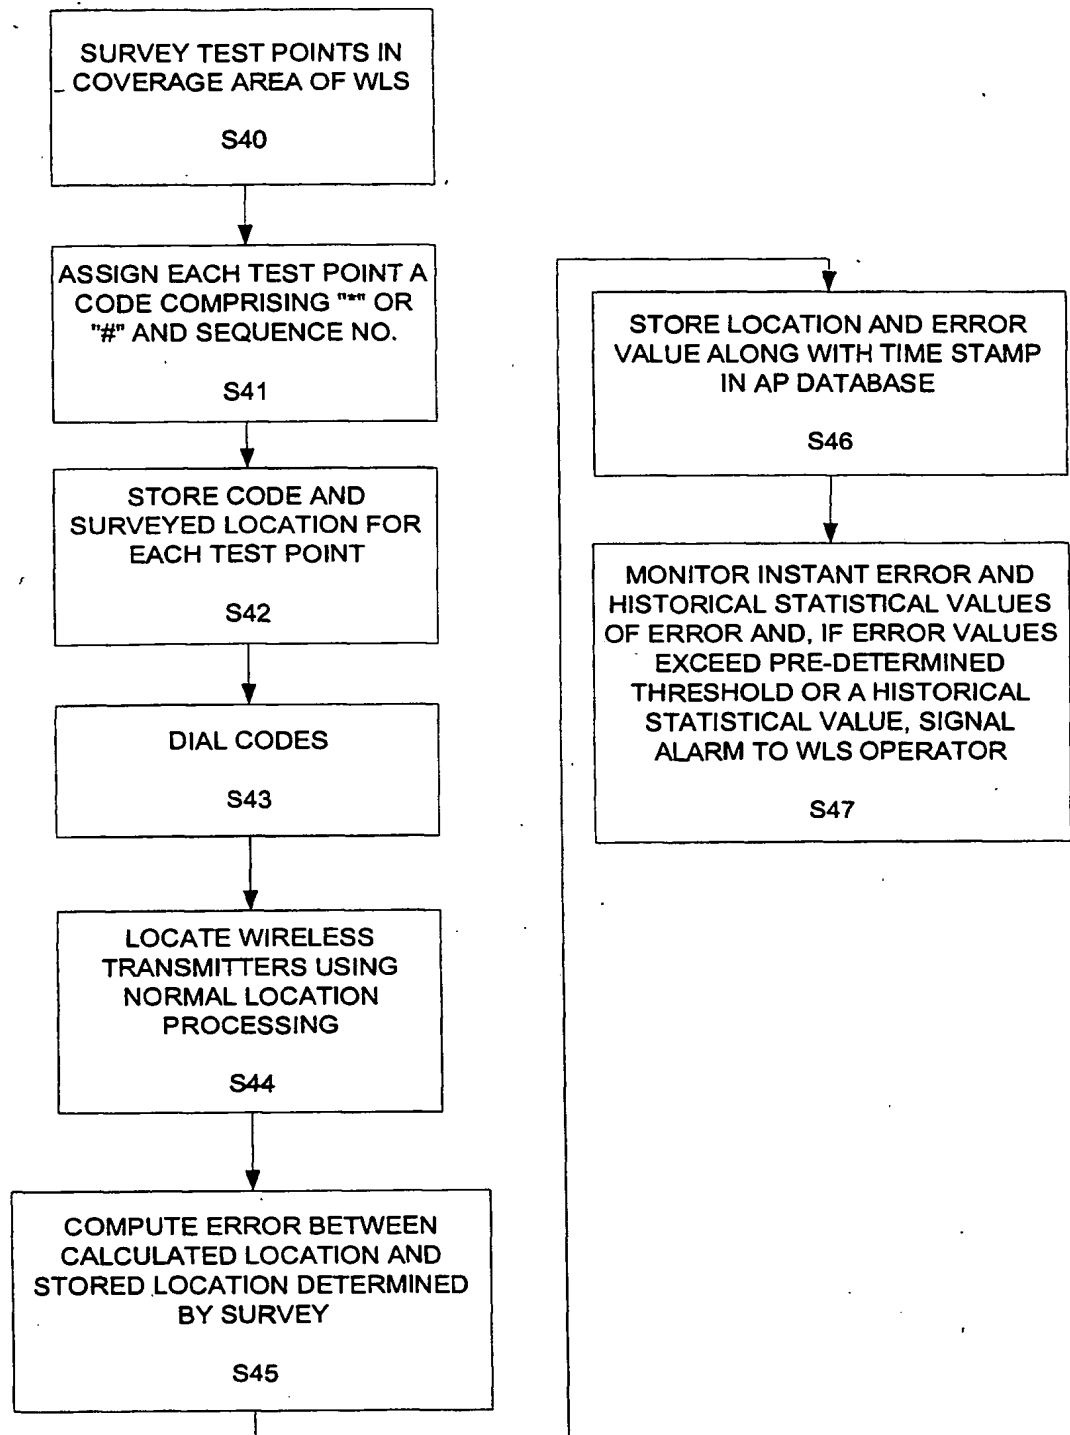 SURVEY TEST POINTS IN
COVERAGE AREA OF WLS
S40
ASSIGN EACH TEST POINT A
CODE COMPRISING "*" OR
"#" AND SEQUENCE NO.
S41
STORE CODE AND
SURVEYED LOCATION FOR
EACH TEST POINT
S42
DIAL CODES
S43
LOCATE WIRELESS
TRANSMITTERS USING
NORMAL LOCATION
PROCESSING
S44
COMPUTE ERROR BETWEEN
CALCULATED LOCATION AND
STORED LOCATION DETERMINED
BY SURVEY
S45
STORE LOCATION AND ERROR
VALUE ALONG WITH TIME STAMP
IN AP DATABASE
S46
MONITOR INSTANT ERROR AND
HISTORICAL STATISTICAL VALUES
OF ERROR AND, IF ERROR VALUES
EXCEED PRE-DETERMINED
THRESHOLD OR A HISTORICAL
STATISTICAL VALUE, SIGNAL
ALARM TO WLS OPERATOR
S47